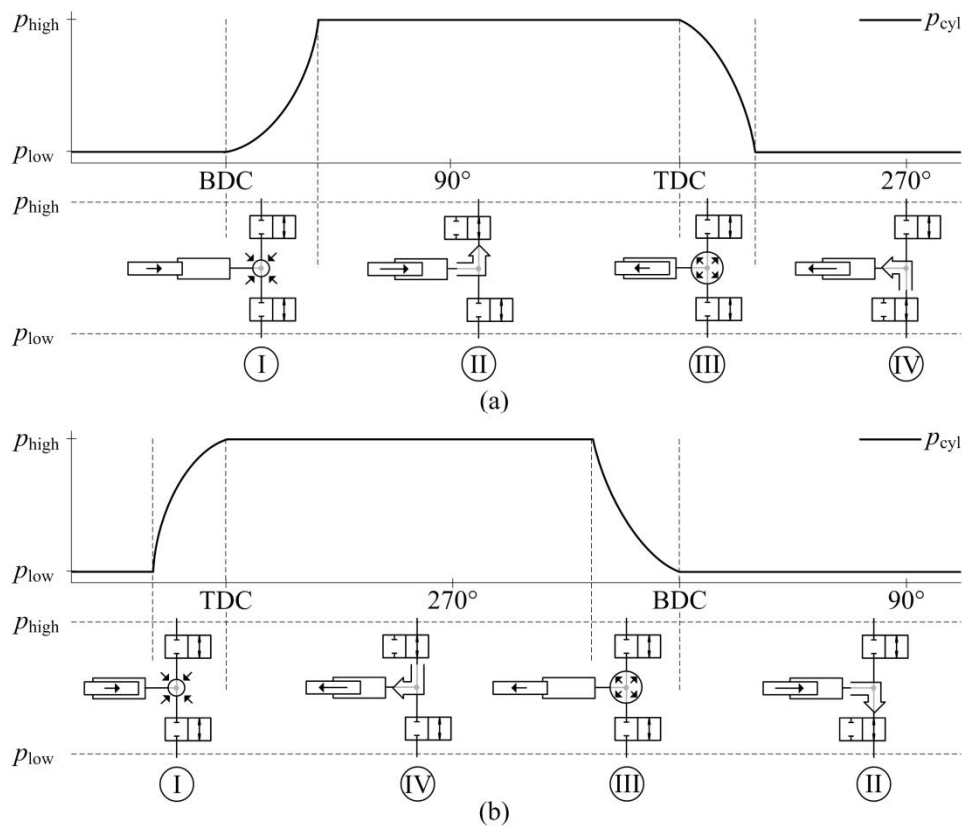 p_high p_cyl
p_low
BDC 90° TDC 270°
p_high
p_low
I II III IV
(a)
p_high p_cyl
p_low
TDC 270° BDC 90°
p_high
p_low
I IV III II
(b)